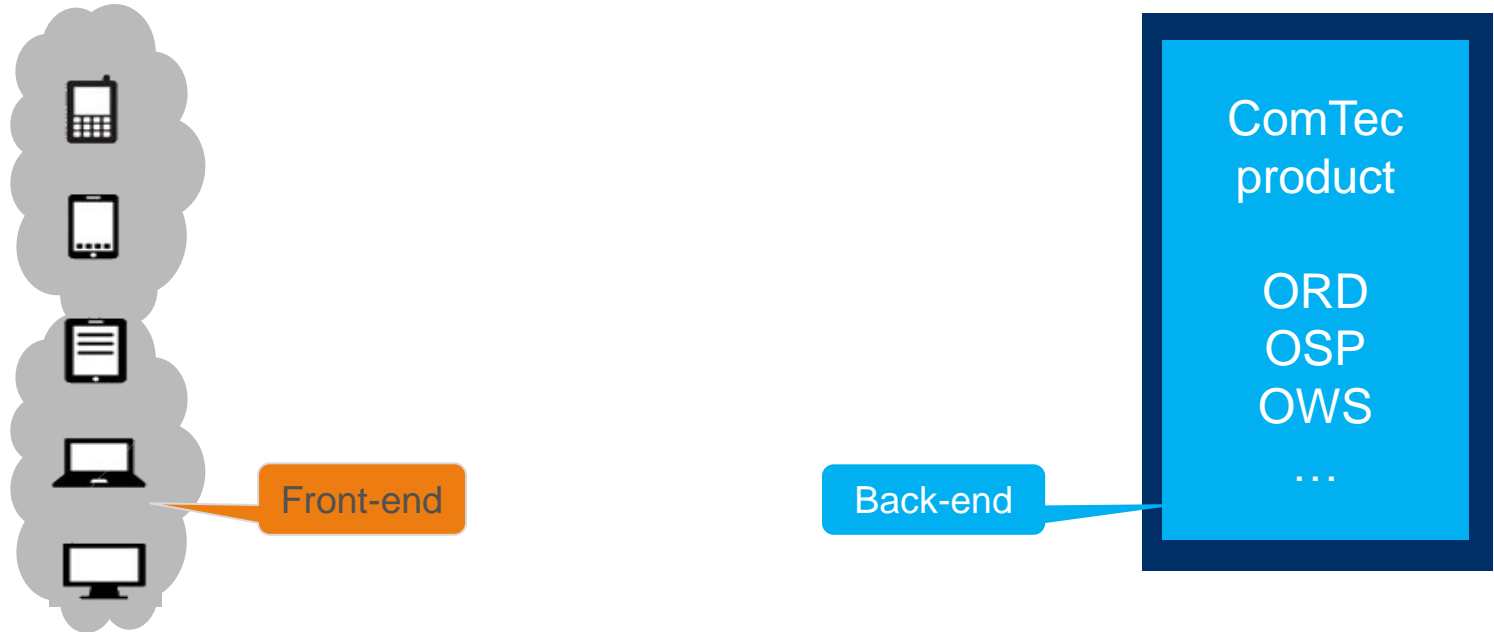 ComTec
product
ORD
OSP
OWS
…
Front-end
Back-end